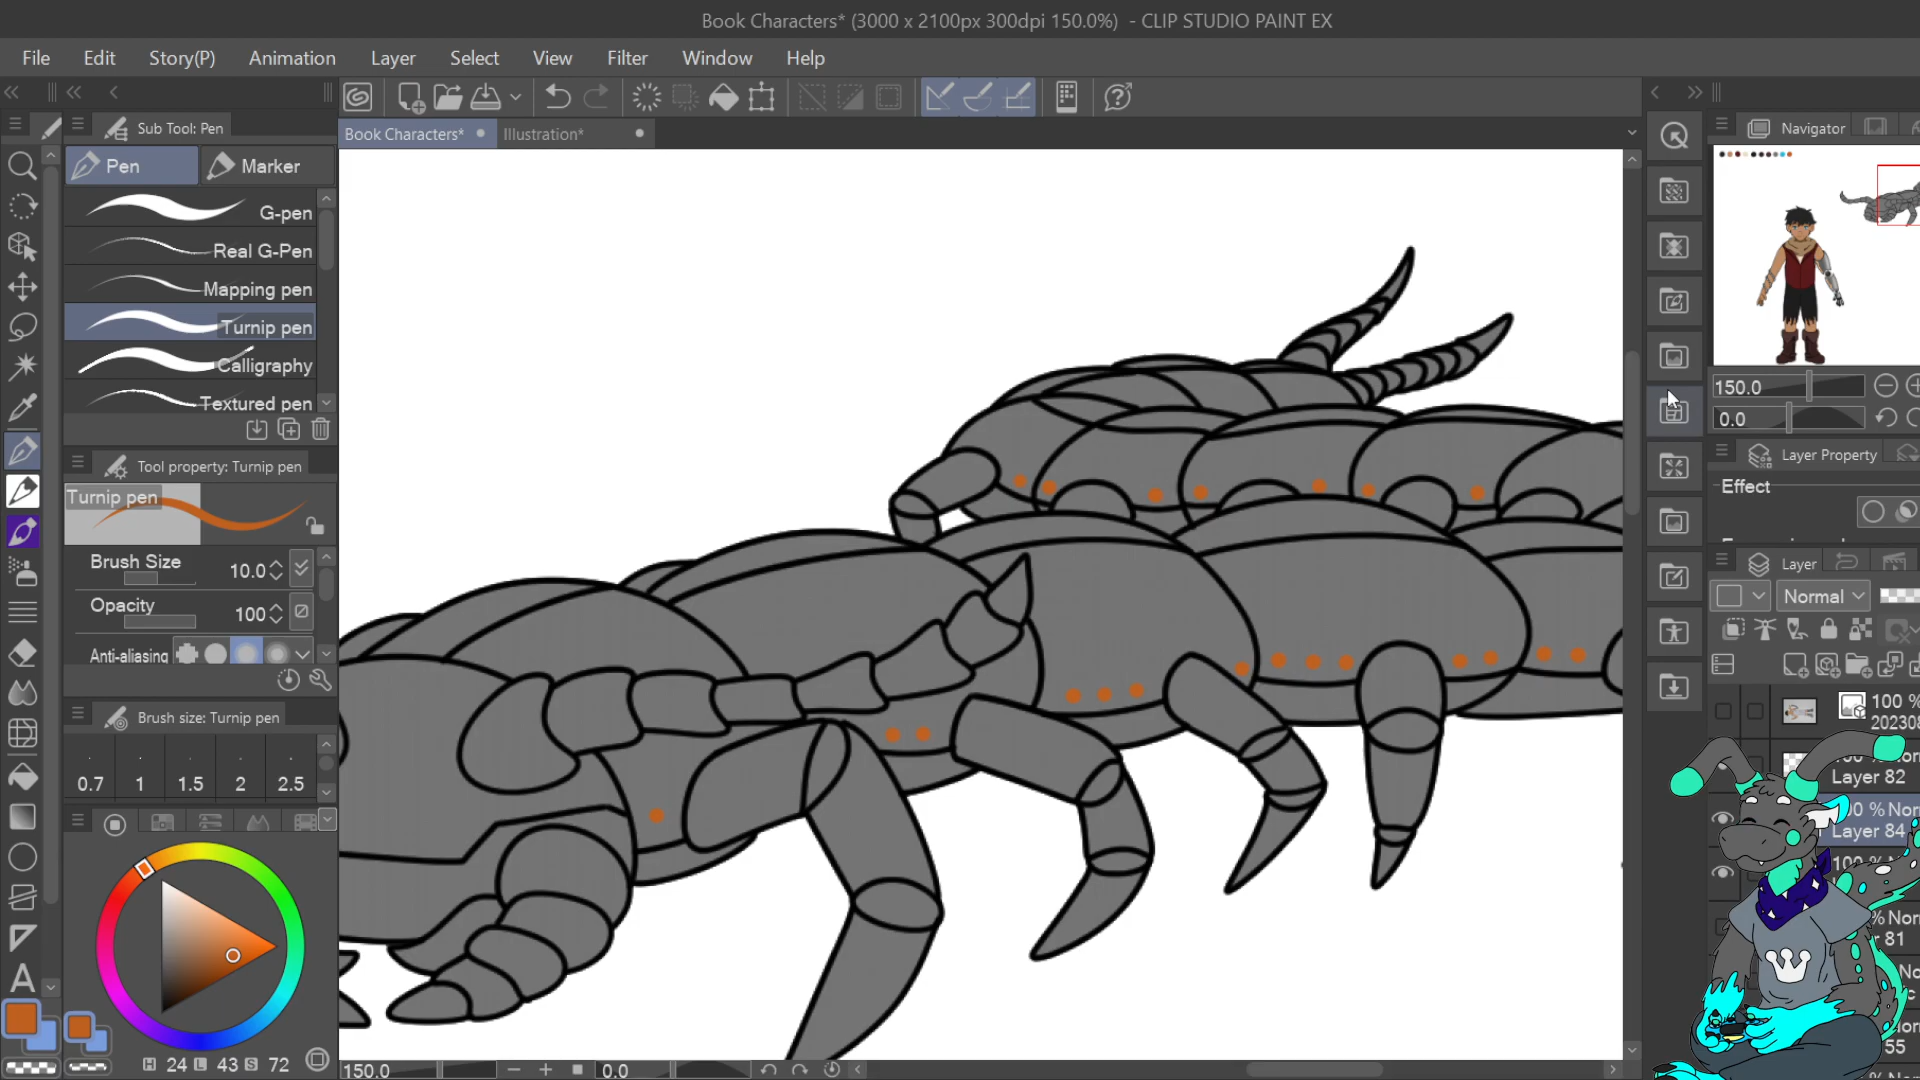 Book Characters* (3000 x 2100px 300dpi 150.0%) - CLIP STUDIO PAINT EX
File Edit Story(P) Animation Layer Select View Filter Window Help
Book Characters* Illustration*
Sub Tool: Pen
Pen Marker
G-pen
Real G-Pen
Mapping pen
Turnip pen
Calligraphy
Textured pen
Tool property: Turnip pen
Turnip pen
Brush Size 10.0
Opacity 100
Anti-aliasing
Brush size: Turnip pen
0.7 1 1.5 2 2.5
A
H 24 L 43 S 72
150.0 0.0
Navigator
150.0
0.0
Layer Property
Effect
Layer
Normal
100 %
202308
Layer 82
Layer 84
81
55